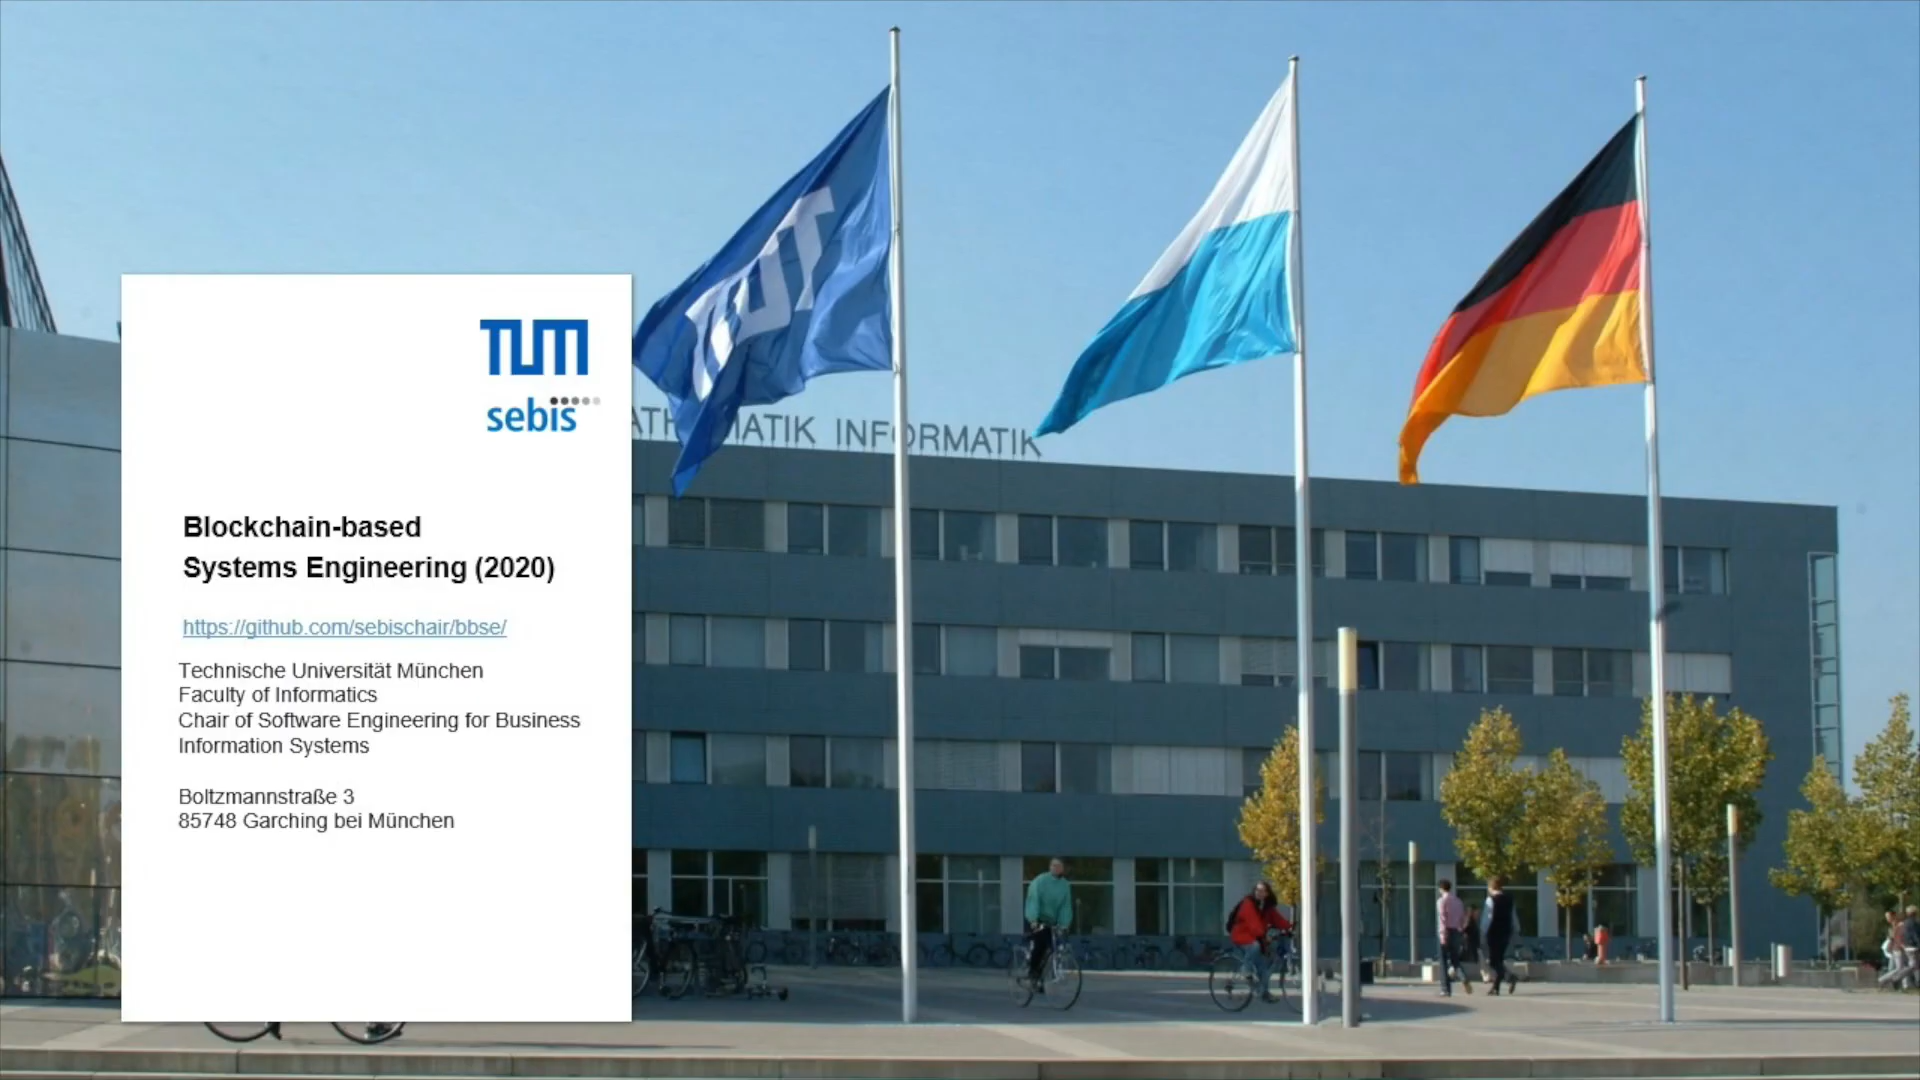 TUM
sebis
Blockchain-based
Systems Engineering (2020)
https://github.com/sebischair/bbse/
Technische Universität München
Faculty of Informatics
Chair of Software Engineering for Business
Information Systems
Boltzmannstraße 3
85748 Garching bei München
TUM
INFORMATIK